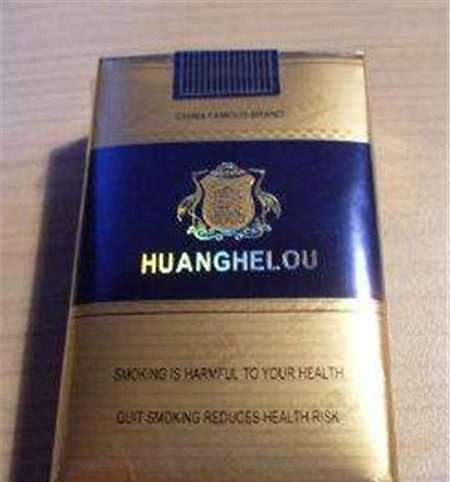 CHINA FAMOUS BRAND
HUANGHELOU
SMOKING IS HARMFUL TO YOUR HEALTH
QUIT SMOKING REDUCES HEALTH RISK